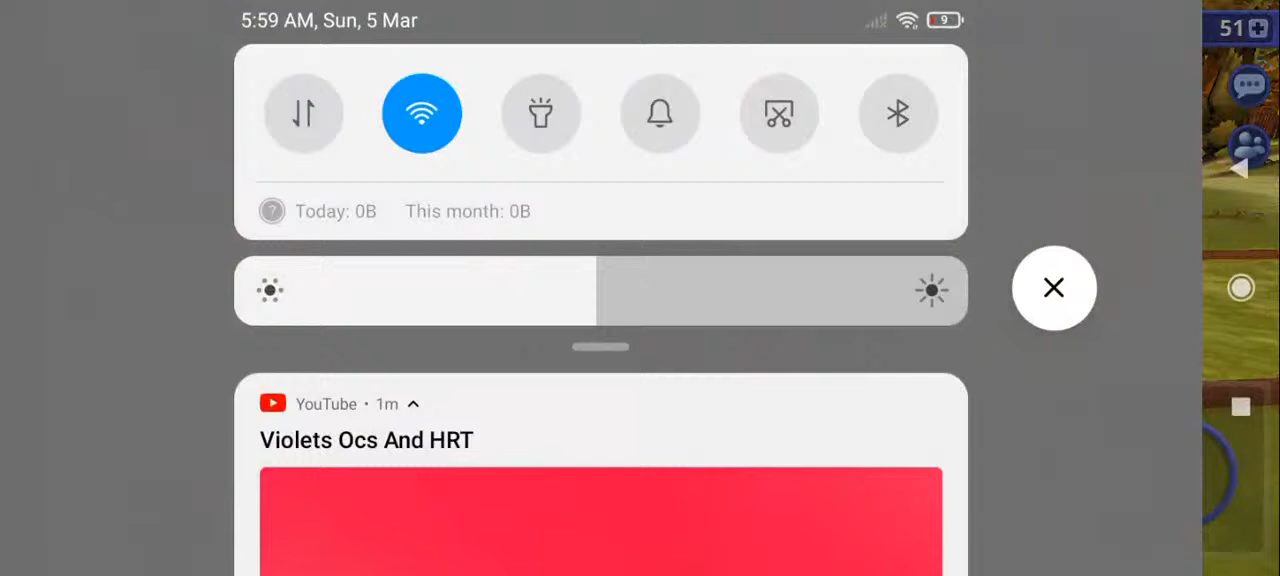 5:59 AM, Sun, 5 Mar
9
51
? Today: 0B This month: 0B
YouTube • 1m
Violets Ocs And HRT